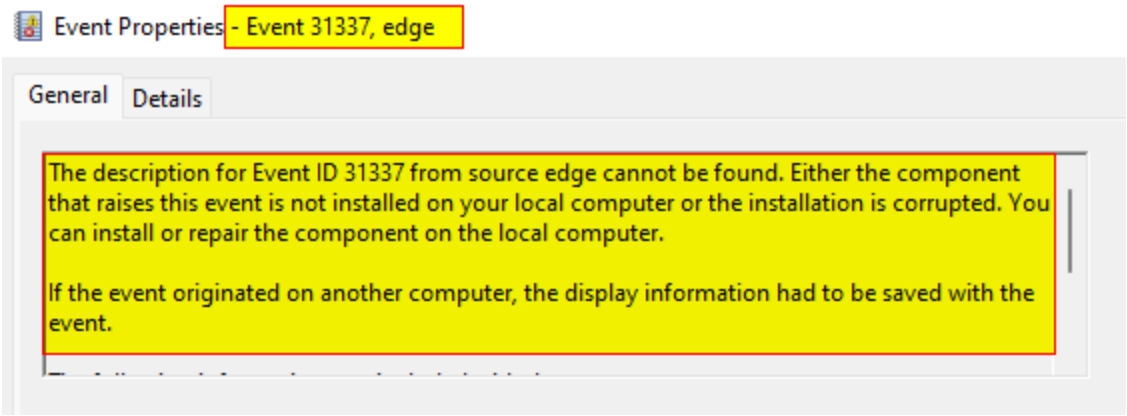 Event Properties - Event 31337, edge
General Details
The description for Event ID 31337 from source edge cannot be found. Either the component
that raises this event is not installed on your local computer or the installation is corrupted. You
can install or repair the component on the local computer.
If the event originated on another computer, the display information had to be saved with the
event.